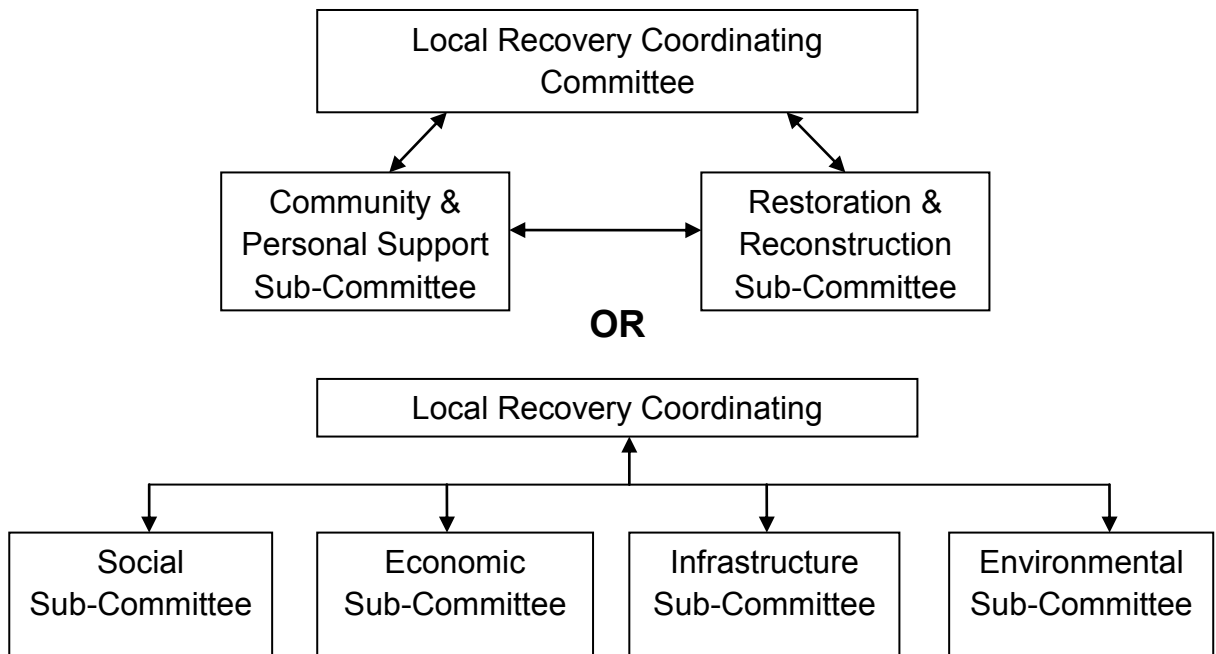 Local Recovery Coordinating
Committee
Community &
Personal Support
Sub-Committee
Restoration &
Reconstruction
Sub-Committee
OR
Local Recovery Coordinating
Social
Sub-Committee
Economic
Sub-Committee
Infrastructure
Sub-Committee
Environmental
Sub-Committee